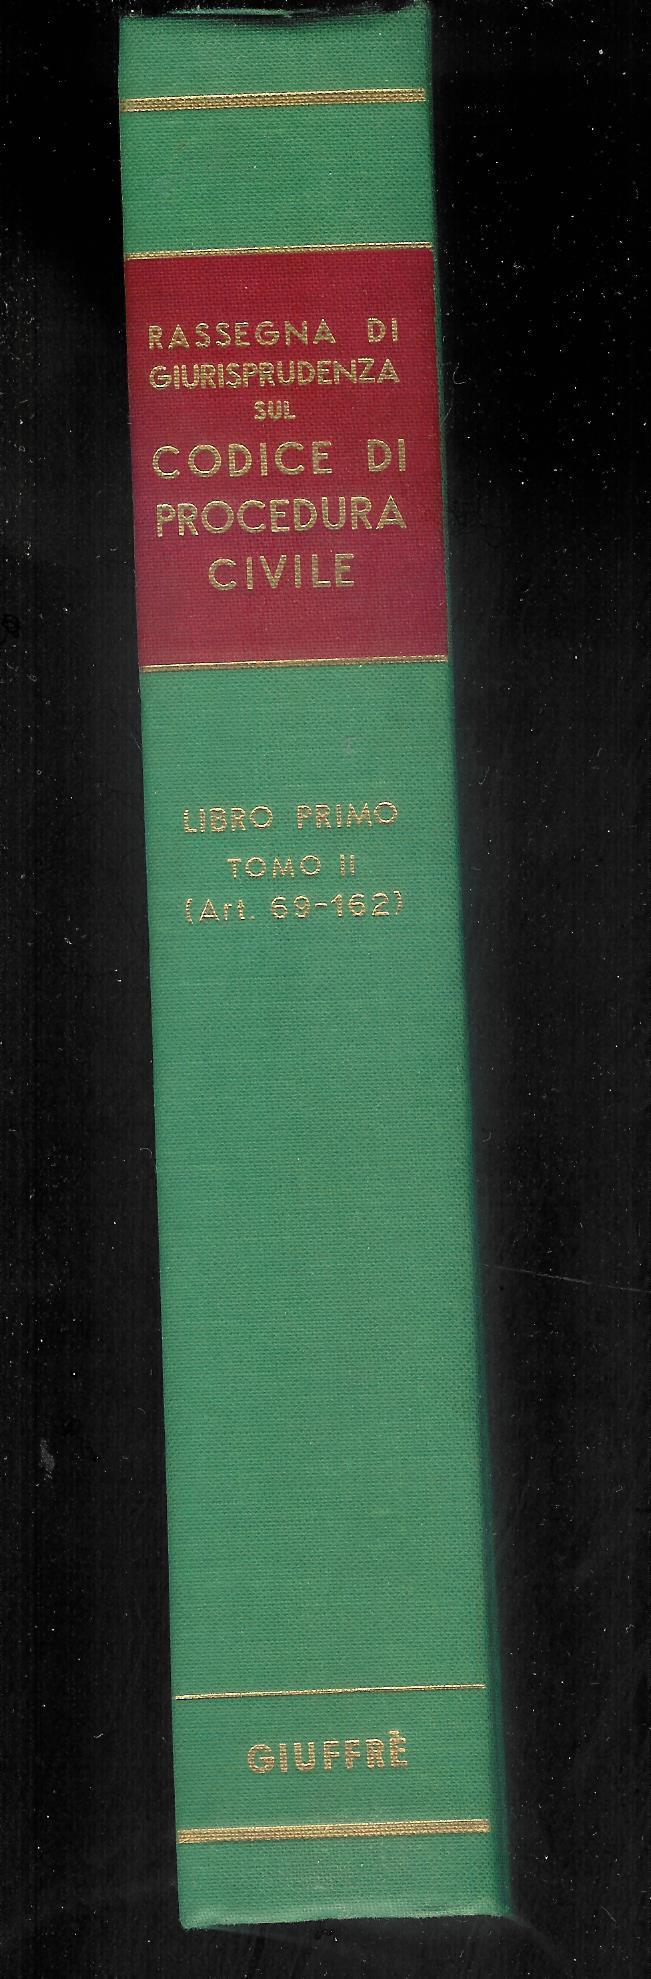 RASSEGNA DI
GIURISPRUDENZA
SUL
CODICE DI
PROCEDURA
CIVILE
LIBRO PRIMO
TOMO II
(Art. 69-162)
GIUFFRÈ